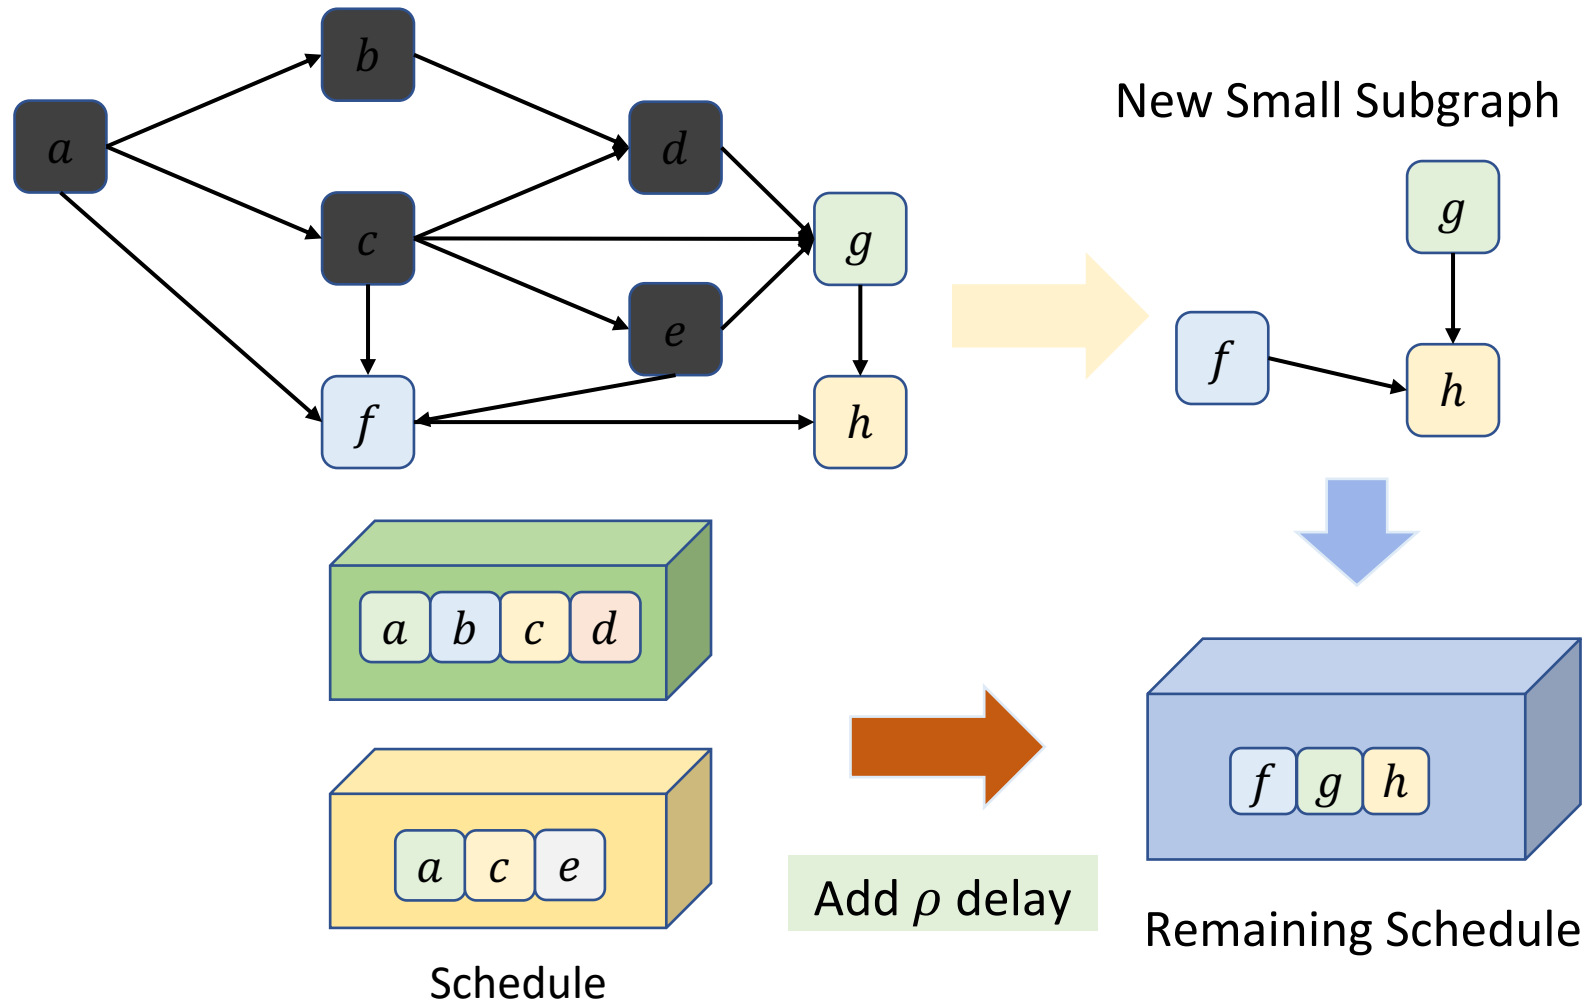 b
a
d
c
g
e
f
h
New Small Subgraph
g
f
h
a b c d
a c e
Schedule
Add ρ delay
f g h
Remaining Schedule